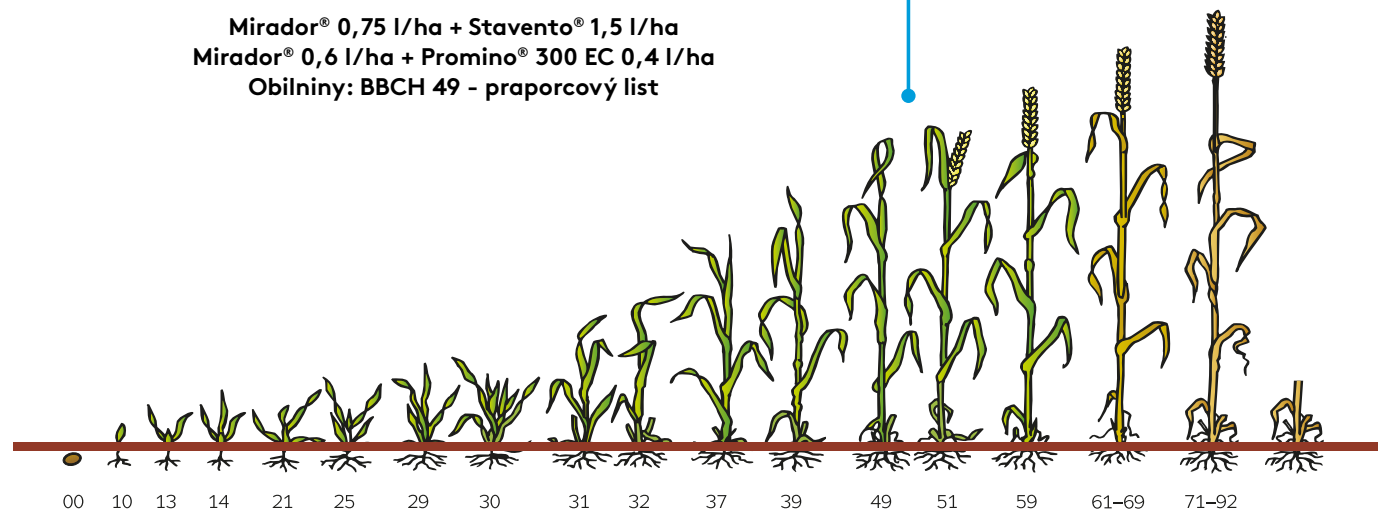 Mirador® 0,75 l/ha + Stavento® 1,5 l/ha
Mirador® 0,6 l/ha + Promino® 300 EC 0,4 l/ha
Obilniny: BBCH 49 - praporcový list
00 10 13 14 21 25 29 30 31 32 37 39 49 51 59 61–69 71–92